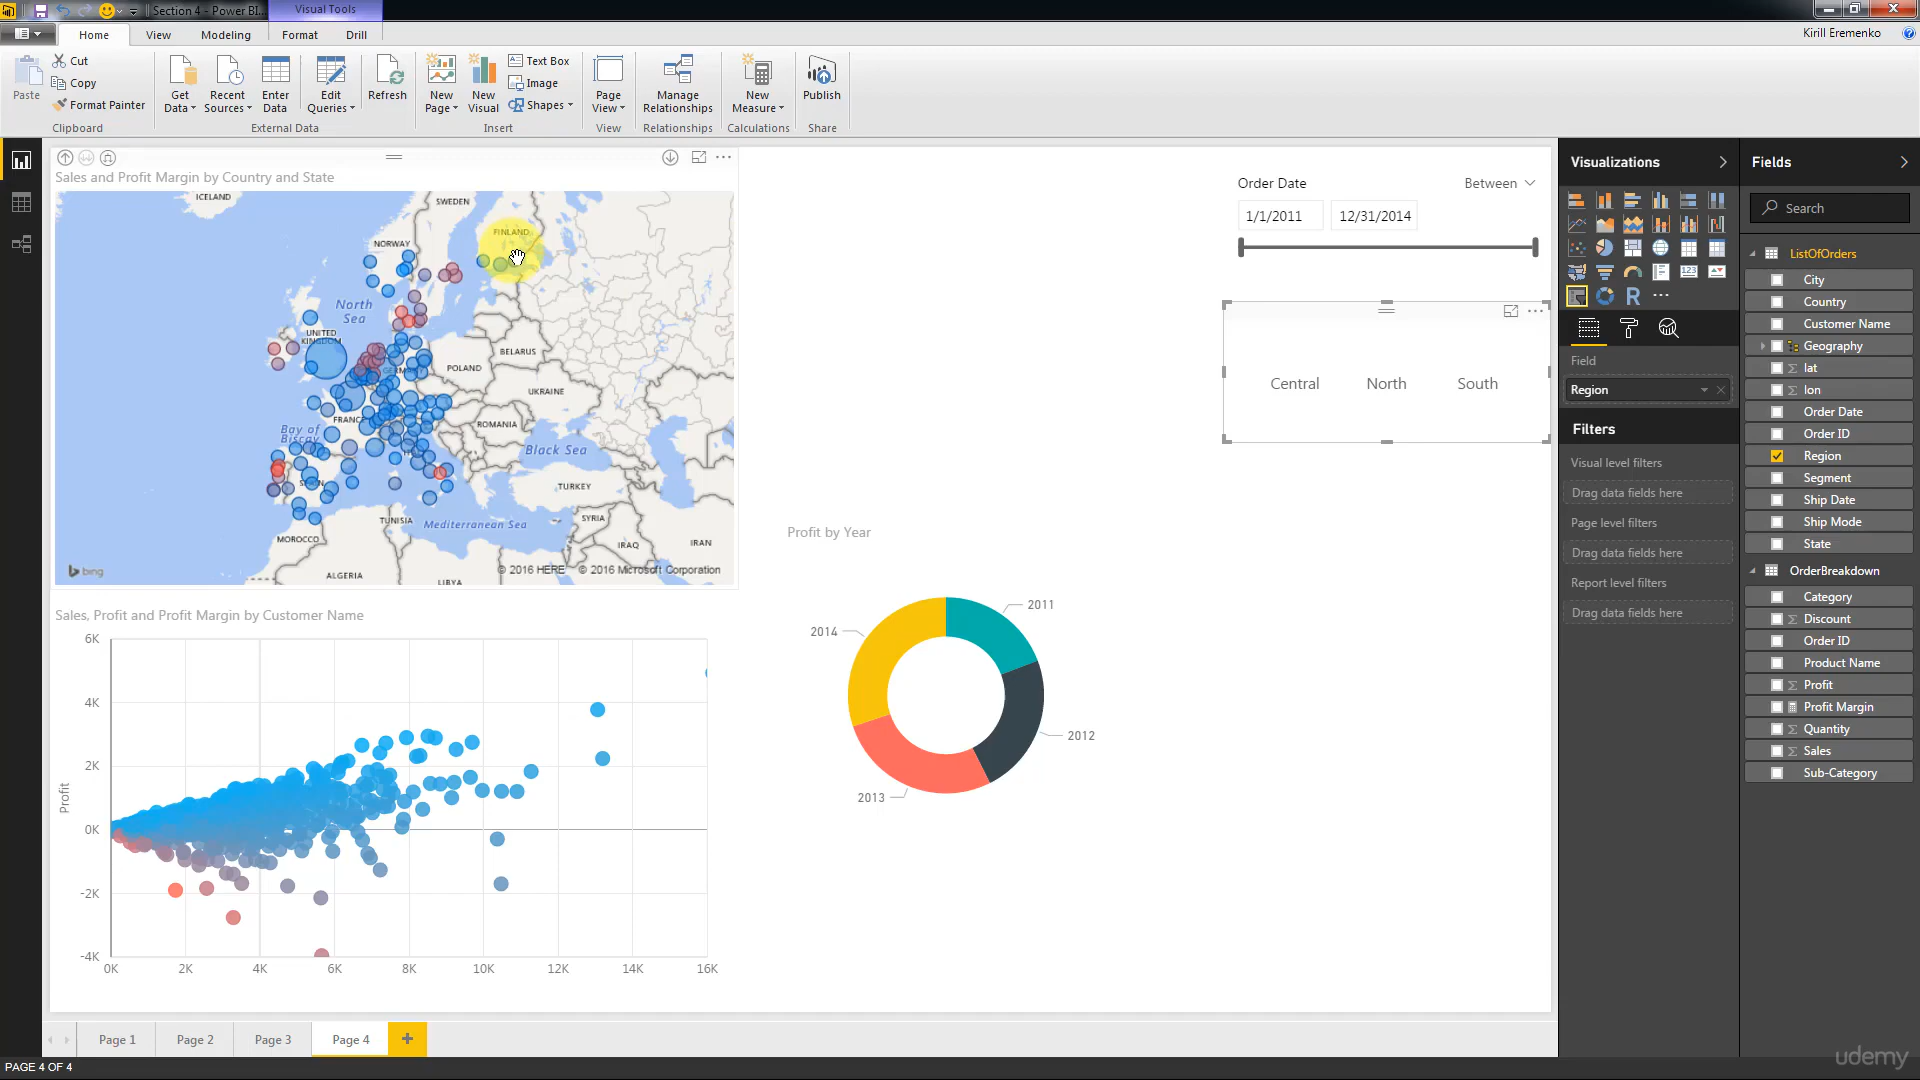 Section 4 - Power BI...
Visual Tools
Home
View
Modeling
Format
Drill
Kirill Eremenko
Paste
Cut
Copy
Format Painter
Clipboard
Get Data
Recent Sources
Enter Data
External Data
Edit Queries
Refresh
New Page
New Visual
Text Box
Image
Shapes
Insert
Page View
View
Manage Relationships
Relationships
New Measure
Calculations
Publish
Share
Sales and Profit Margin by Country and State
ICELAND
SWEDEN
FINLAND
NORWAY
North Sea
UNITED KINGDOM
BELARUS
POLAND
GERMANY
UKRAINE
FRANCE
ROMANIA
Bay of Biscay
Black Sea
SPAIN
TURKEY
TUNISIA
Mediterranean Sea
SYRIA
MOROCCO
IRAQ
IRAN
ALGERIA
LIBYA
bing
© 2016 HERE © 2016 Microsoft Corporation
Order Date
Between
1/1/2011
12/31/2014
Central
North
South
Profit by Year
2011
2012
2013
2014
Sales, Profit and Profit Margin by Customer Name
6K
4K
2K
0K
-2K
-4K
Profit
0K
2K
4K
6K
8K
10K
12K
14K
16K
Visualizations
Field
Region
Filters
Visual level filters
Drag data fields here
Page level filters
Drag data fields here
Report level filters
Drag data fields here
Fields
Search
ListOfOrders
City
Country
Customer Name
Geography
lat
lon
Order Date
Order ID
Region
Segment
Ship Date
Ship Mode
State
OrderBreakdown
Category
Discount
Order ID
Product Name
Profit
Profit Margin
Quantity
Sales
Sub-Category
Page 1
Page 2
Page 3
Page 4
PAGE 4 OF 4
udemy